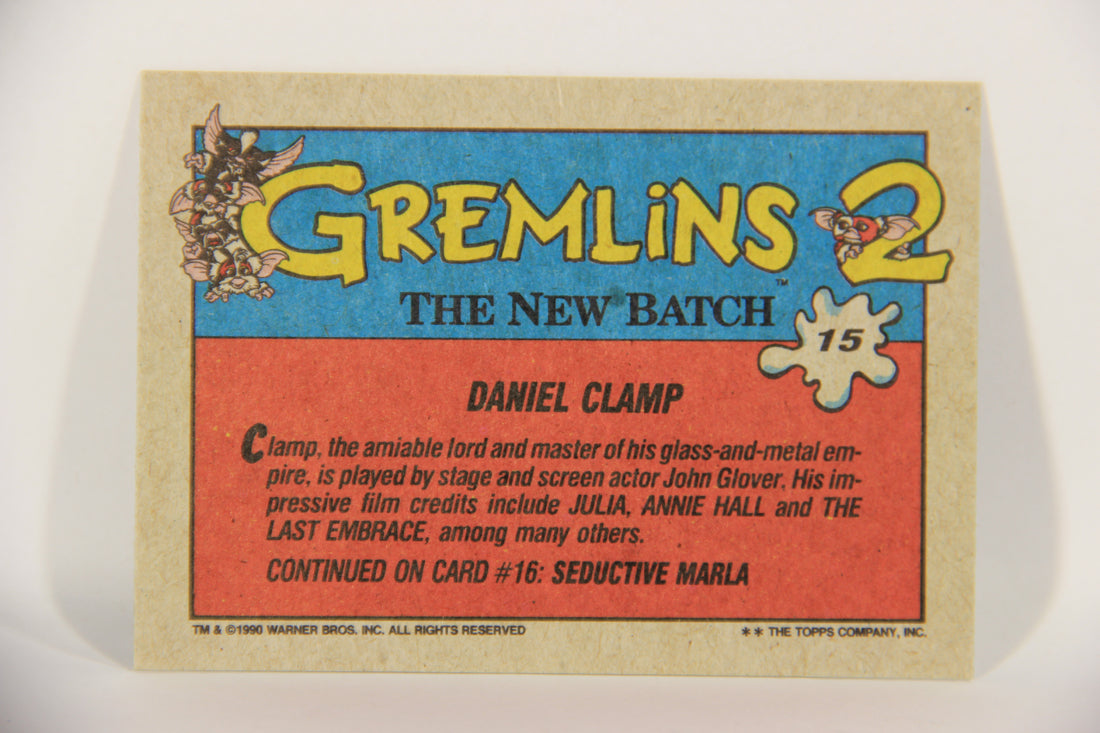 GREMLiNS 2
™
THE NEW BATCH
15
DANIEL CLAMP
Clamp, the amiable lord and master of his glass-and-metal em-
pire, is played by stage and screen actor John Glover. His im-
pressive film credits include JULIA, ANNIE HALL and THE
LAST EMBRACE, among many others.
CONTINUED ON CARD #16: SEDUCTIVE MARLA
TM & ©1990 WARNER BROS. INC. ALL RIGHTS RESERVED
** THE TOPPS COMPANY, INC.